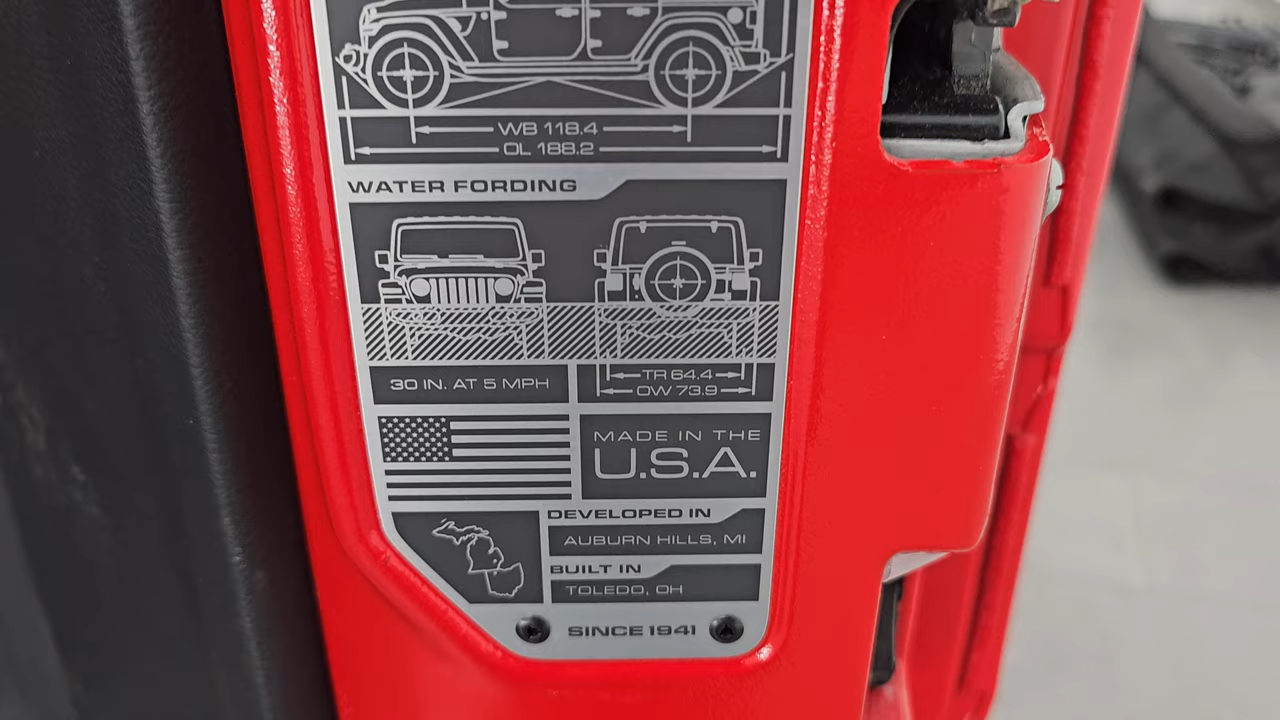 WB 118.4
OL 188.2
WATER FORDING
30 IN. AT 5 MPH
TR 64.4
OW 73.9
MADE IN THE
U.S.A.
DEVELOPED IN
AUBURN HILLS, MI
BUILT IN
TOLEDO, OH
SINCE 1941